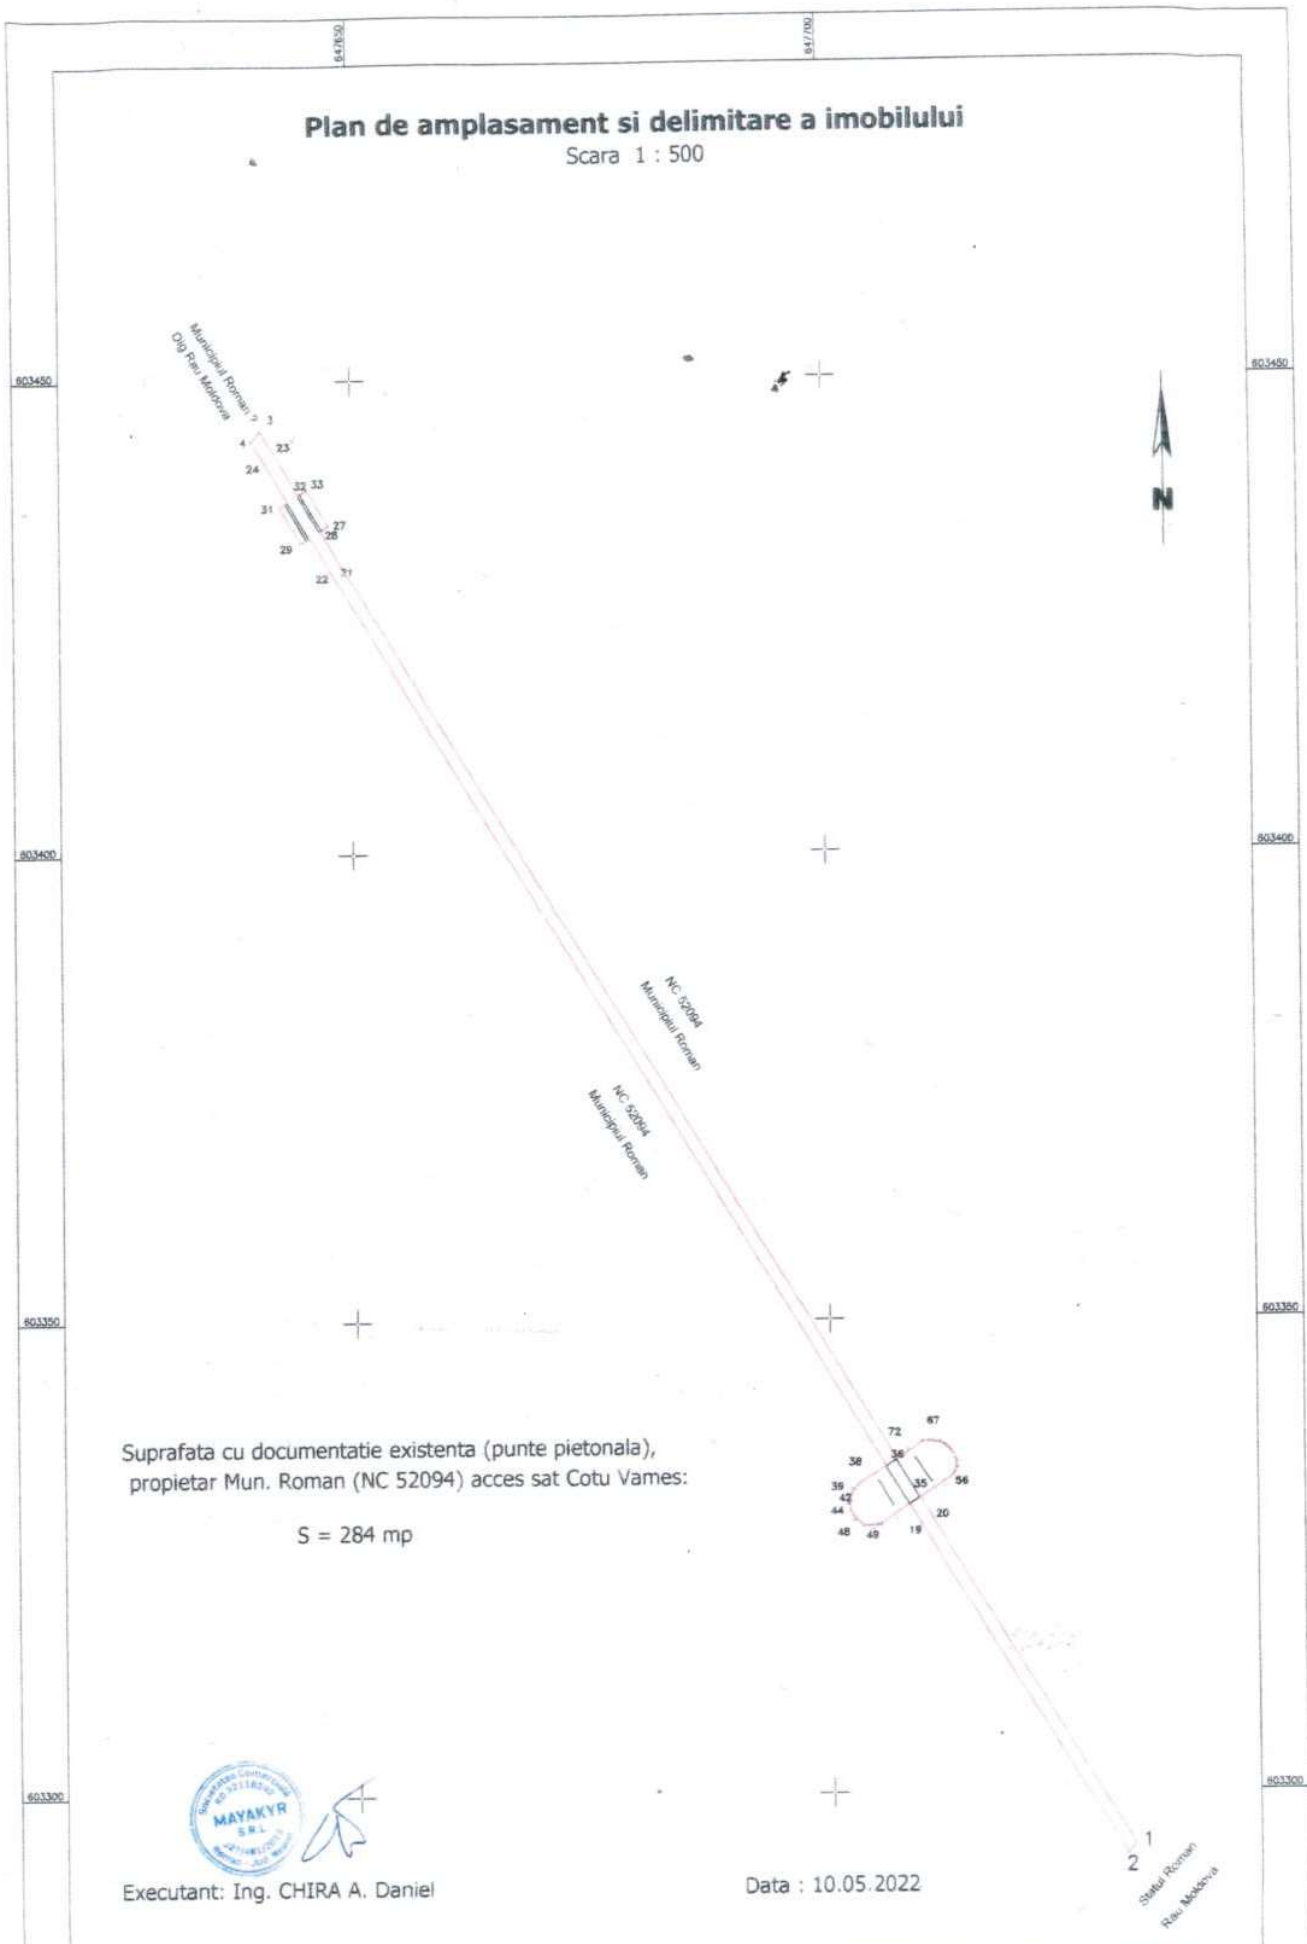 647650
647700
Plan de amplasament si delimitare a imobilului
Scara 1 : 500
Municipiul Roman
Dig Rau Moldova
603450
603450
3
4
23
24
32 33
31
27
28
29
22
21
N
603400
603400
NC 52094
Municipiul Roman
NC 52094
Municipiul Roman
603350
603350
67
72
36
38
56
35
39
42
44
20
19
48
49
Suprafata cu documentatie existenta (punte pietonala),
propietar Mun. Roman (NC 52094) acces sat Cotu Vames:
S = 284 mp
603300
603300
Societatea Comerciala
MAYAKYR
S.R.L.
1
2
Statul Roman
Rau Moldova
Executant: Ing. CHIRA A. Daniel
Data : 10.05.2022